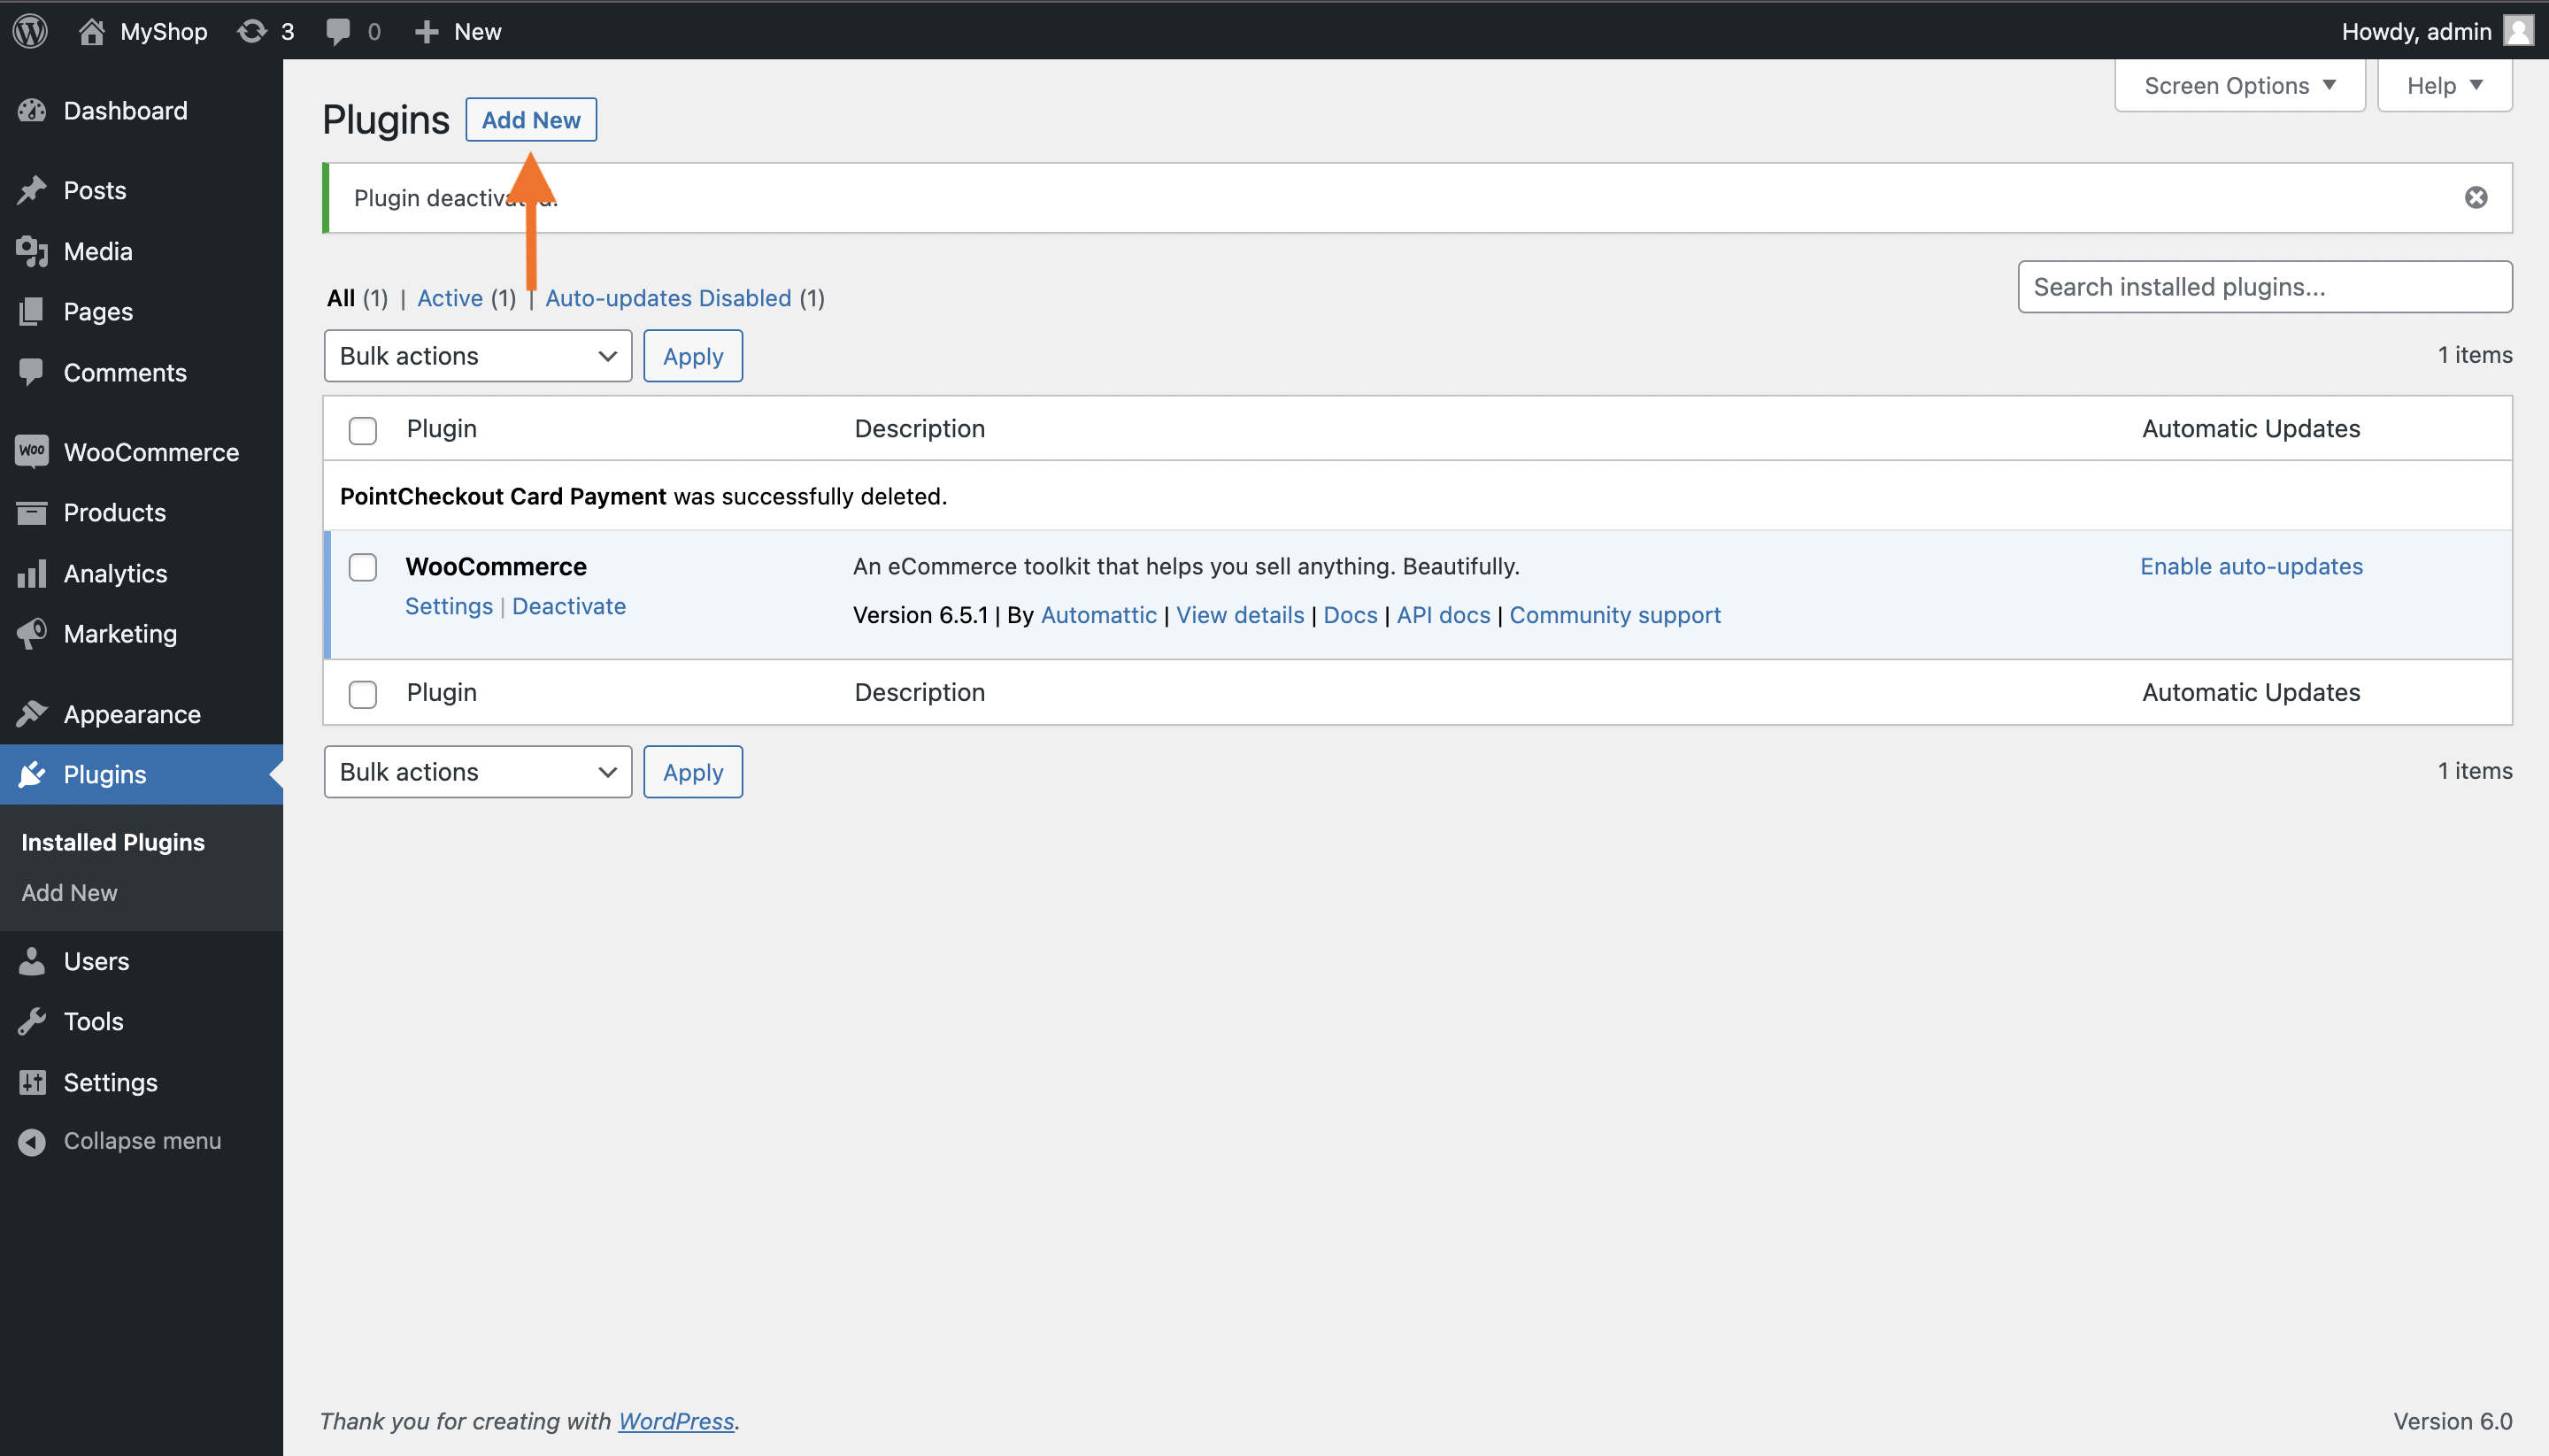 MyShop 3 0 New Howdy, admin
Screen Options Help
Dashboard
Posts
Media
Pages
Comments
WOO WooCommerce
Products
Analytics
Marketing
Appearance
Plugins
Installed Plugins
Add New
Users
Tools
Settings
Collapse menu
Plugins Add New
Plugin deactivated.
All (1) | Active (1) | Auto-updates Disabled (1)
Search installed plugins...
Bulk actions Apply
1 items
Plugin Description Automatic Updates
PointCheckout Card Payment was successfully deleted.
WooCommerce An eCommerce toolkit that helps you sell anything. Beautifully. Enable auto-updates
Settings | Deactivate Version 6.5.1 | By Automattic | View details | Docs | API docs | Community support
Plugin Description Automatic Updates
Bulk actions Apply
1 items
Thank you for creating with WordPress. Version 6.0